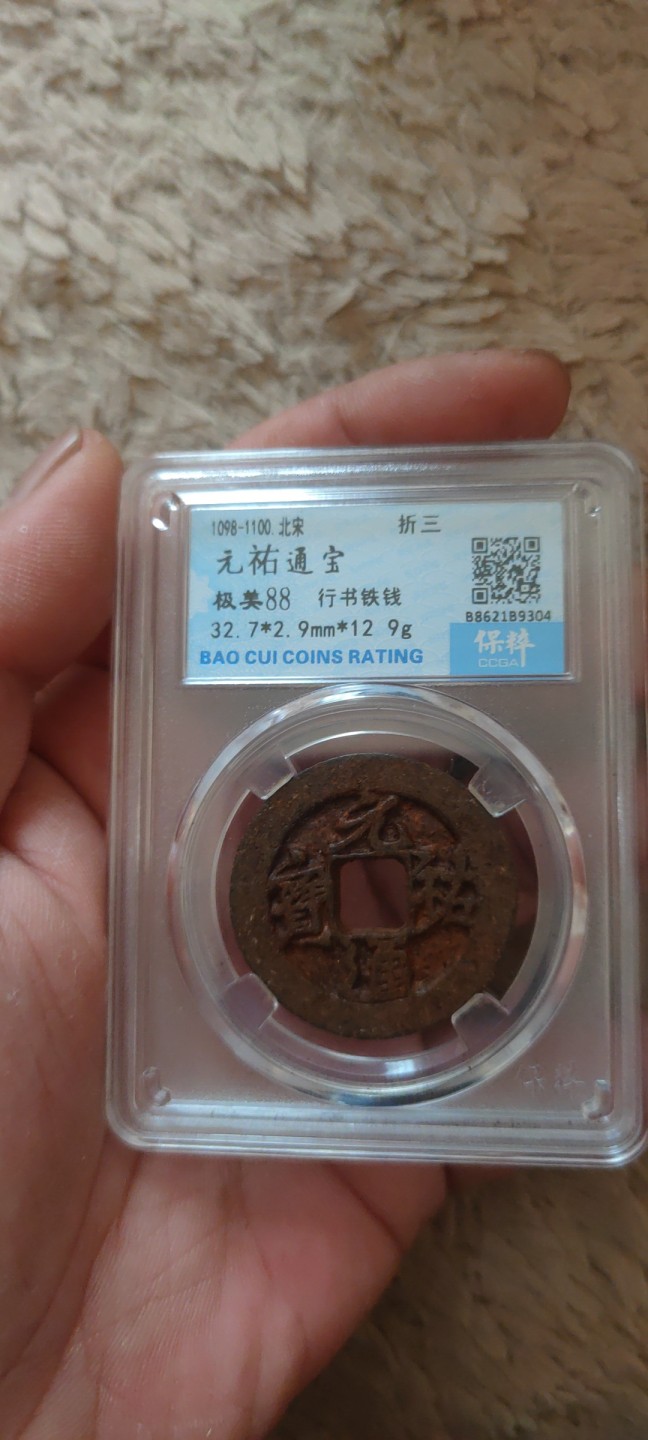 1098-1100.北宋 折三
元祐通宝
极美88 行书铁钱
32.7*2.9mm*12 9g
BAO CUI COINS RATING
B8621B9304
保粹
CCGA
元祐通寶